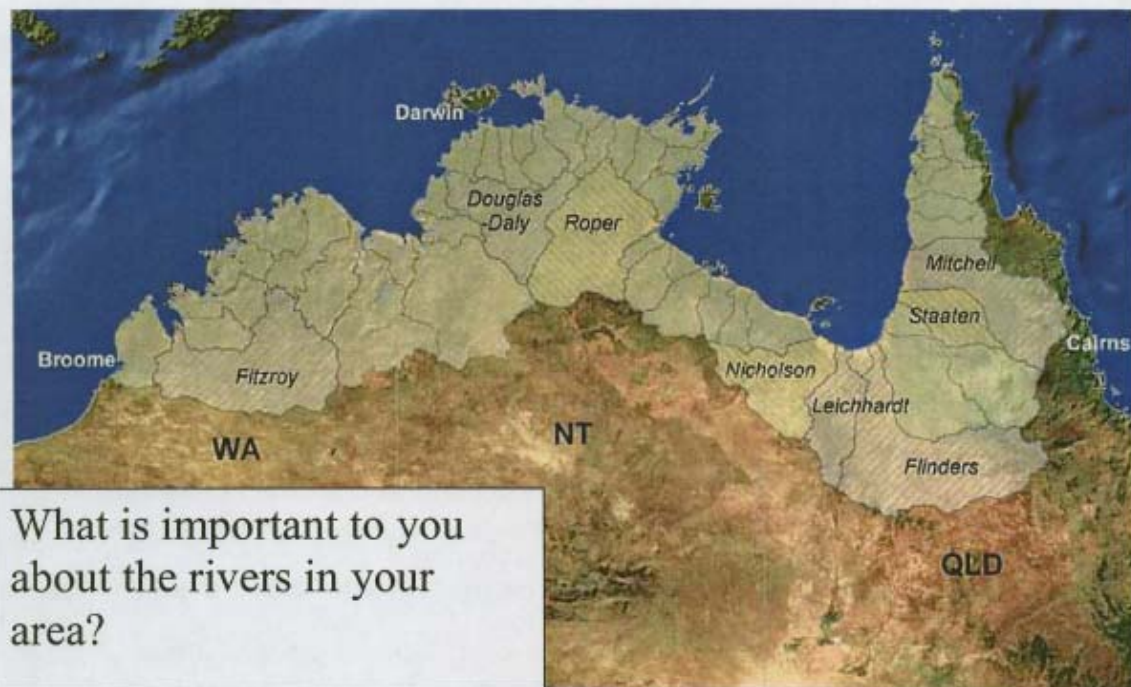 Darwin
Douglas
-Daly
Roper
Mitchell
Staaten
Broome
Fitzroy
Nicholson
Cairns
Leichhardt
WA
NT
Flinders
QLD
What is important to you
about the rivers in your
area?